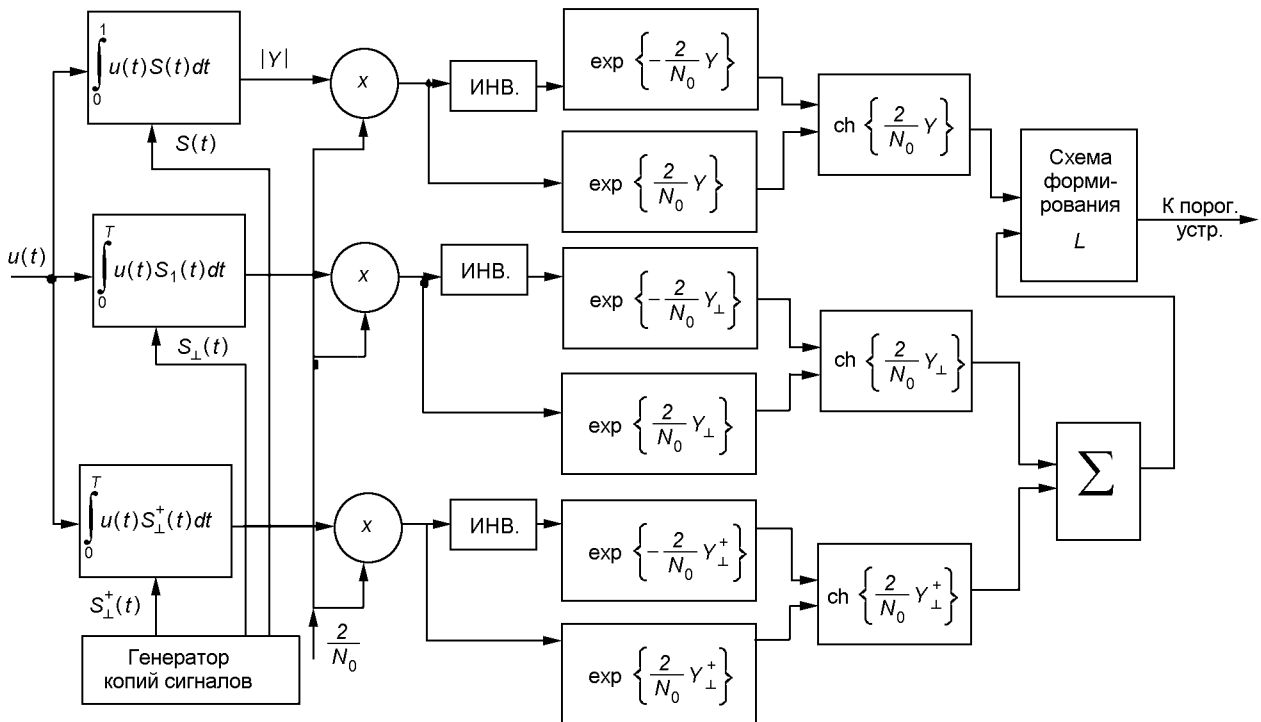 ∫₀¹ u(t)S(t)dt
|Y|
x
ИНВ.
exp {−2/N₀ Y}
exp {2/N₀ Y}
ch {2/N₀ Y}
Схема
форми-
рования
L
К порог.
устр.
S(t)
u(t)
∫₀ᵀ u(t)S₁(t)dt
x
ИНВ.
exp {−2/N₀ Y⊥}
exp {2/N₀ Y⊥}
ch {2/N₀ Y⊥}
S⊥(t)
Σ
∫₀ᵀ u(t)S⊥⁺(t)dt
x
ИНВ.
exp {−2/N₀ Y⊥⁺}
exp {2/N₀ Y⊥⁺}
ch {2/N₀ Y⊥⁺}
S⊥⁺(t)
2/N₀
Генератор
копий сигналов